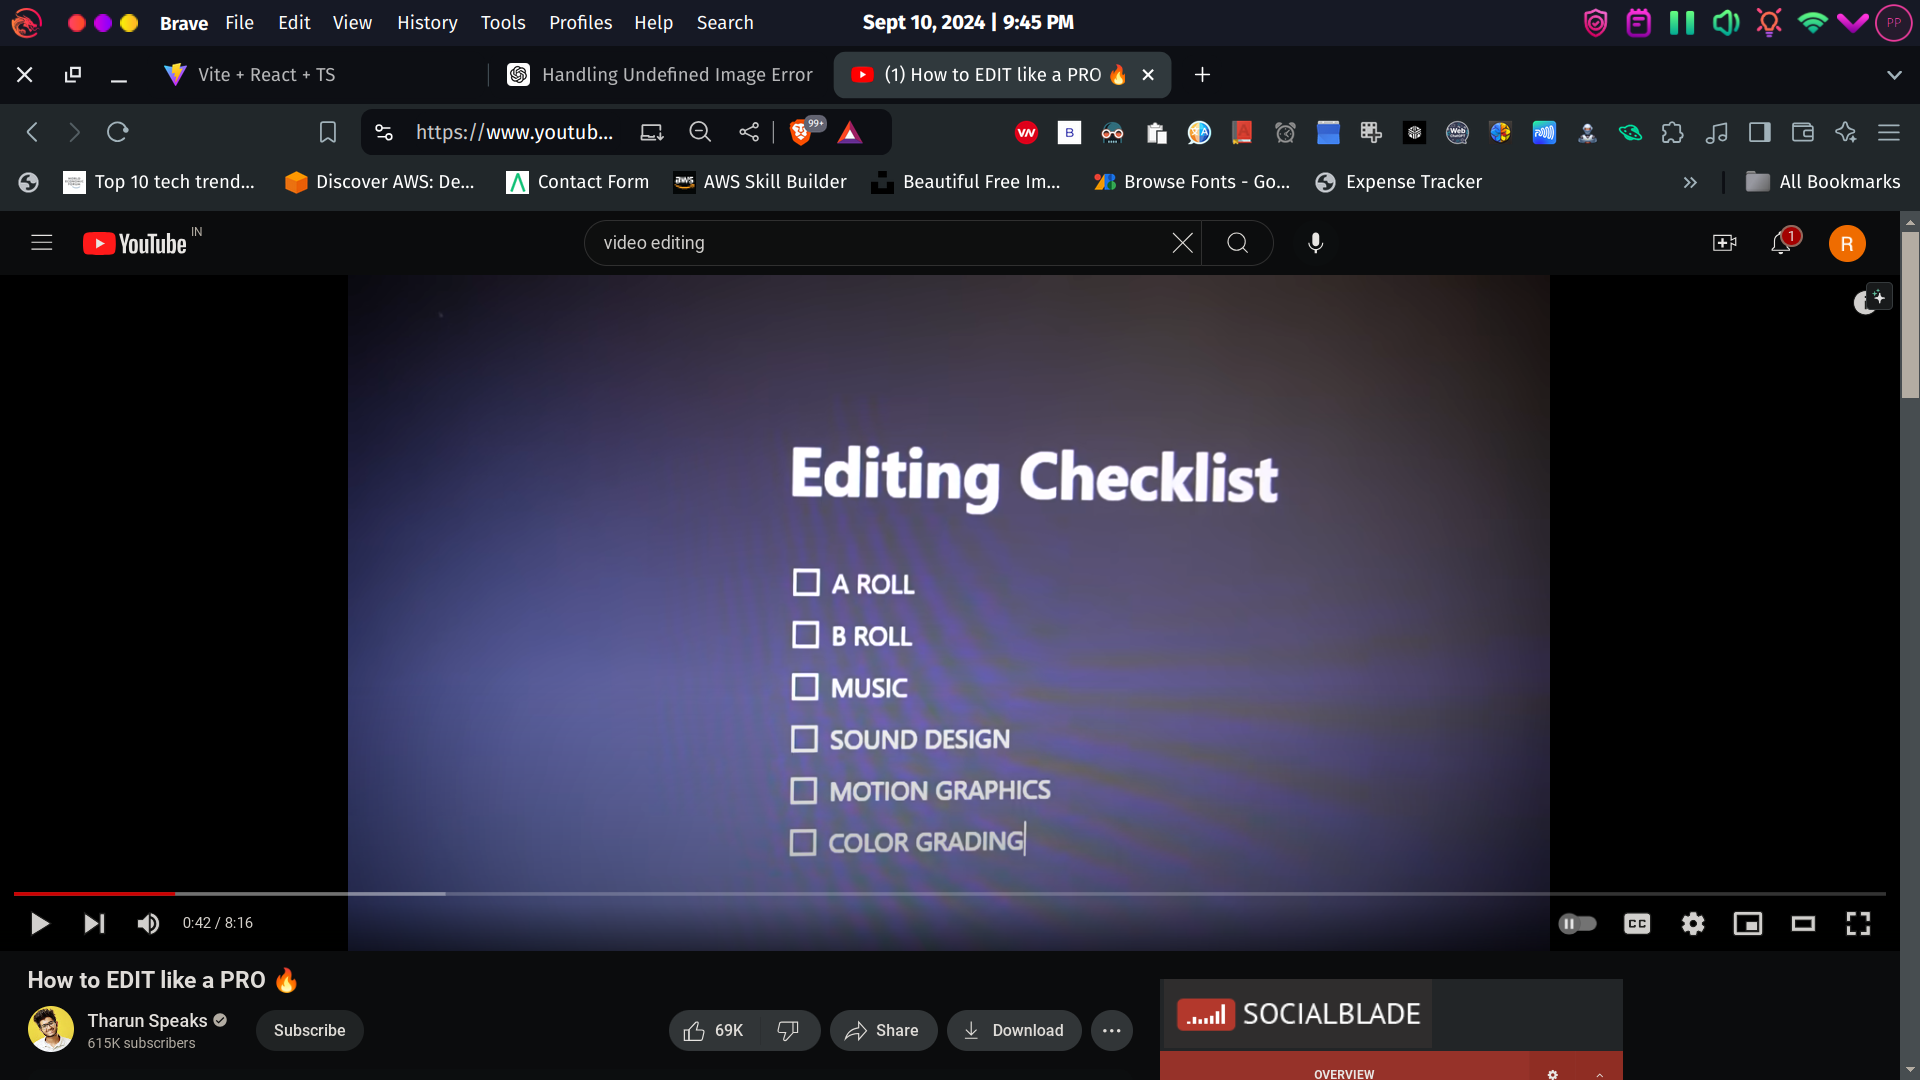 Brave File Edit View History Tools Profiles Help Search Sept 10, 2024 | 9:45 PM PP
Vite + React + TS Handling Undefined Image Error (1) How to EDIT like a PRO 🔥
https://www.youtub... 99+
Top 10 tech trend... Discover AWS: De... Contact Form AWS Skill Builder Beautiful Free Im... Browse Fonts - Go... Expense Tracker All Bookmarks
YouTube IN video editing 1 R
Editing Checklist
A ROLL
B ROLL
MUSIC
SOUND DESIGN
MOTION GRAPHICS
COLOR GRADING
0:42 / 8:16 CC
How to EDIT like a PRO 🔥
Tharun Speaks
615K subscribers
Subscribe 69K Share Download
SOCIALBLADE
OVERVIEW